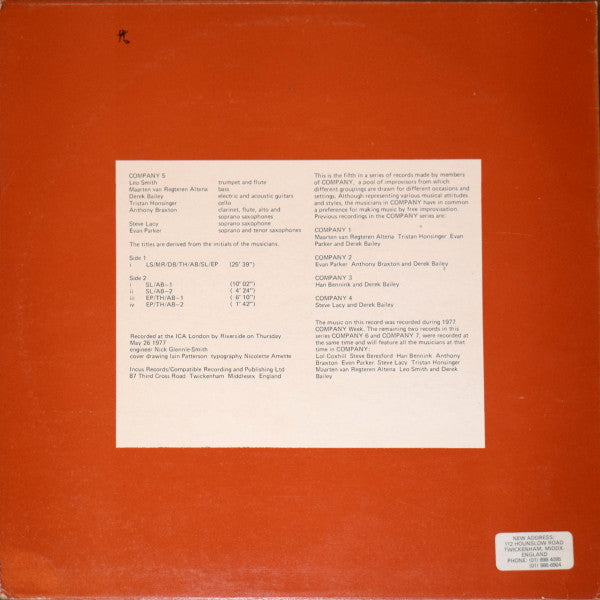 COMPANY 5
Leo Smith trumpet and flute
Maarten van Regteren Altena bass
Derek Bailey electric and acoustic guitars
Tristan Honsinger cello
Anthony Braxton clarinet, flute, alto and
soprano saxophones
Steve Lacy soprano saxophone
Evan Parker soprano and tenor saxophones
The titles are derived from the initials of the musicians.
Side 1
i LS/MR/DB/TH/AB/SL/EP (25' 39")
Side 2
i SL/AB-1 (10' 02")
ii SL/AB-2 ( 4' 24")
iii EP/TH/AB-1 ( 6' 10")
iv EP/TH/AB-2 ( 1' 42")
Recorded at the ICA London by Riverside on Thursday
May 26 1977
engineer Nick Glennie-Smith
cover drawing Iain Patterson typography Nicolette Amette
Incus Records/Compatible Recording and Publishing Ltd
87 Third Cross Road Twickenham Middlesex England
This is the fifth in a series of records made by members
of COMPANY, a pool of improvisors from which
different groupings are drawn for different occasions and
settings. Although representing various musical attitudes
and styles, the musicians in COMPANY have in common
a preference for making music by free improvisation.
Previous recordings in the COMPANY series are:
COMPANY 1
Maarten van Regteren Altena Tristan Honsinger Evan
Parker and Derek Bailey
COMPANY 2
Evan Parker Anthony Braxton and Derek Bailey
COMPANY 3
Han Bennink and Derek Bailey
COMPANY 4
Steve Lacy and Derek Bailey
The music on this record was recorded during 1977
COMPANY Week. The remaining two records in this
series COMPANY 6 and COMPANY 7, were recorded at
the same time and will feature all the musicians at that
time in COMPANY:
Lol Coxhill Steve Beresford Han Bennink Anthony
Braxton Evan Parker Steve Lacy Tristan Honsinger
Maarten van Regteren Altena Leo Smith and Derek
Bailey
NEW ADDRESS:
112 HOUNSLOW ROAD
TWICKENHAM, MIDDX.
ENGLAND
PHONE: (01) 898 4095